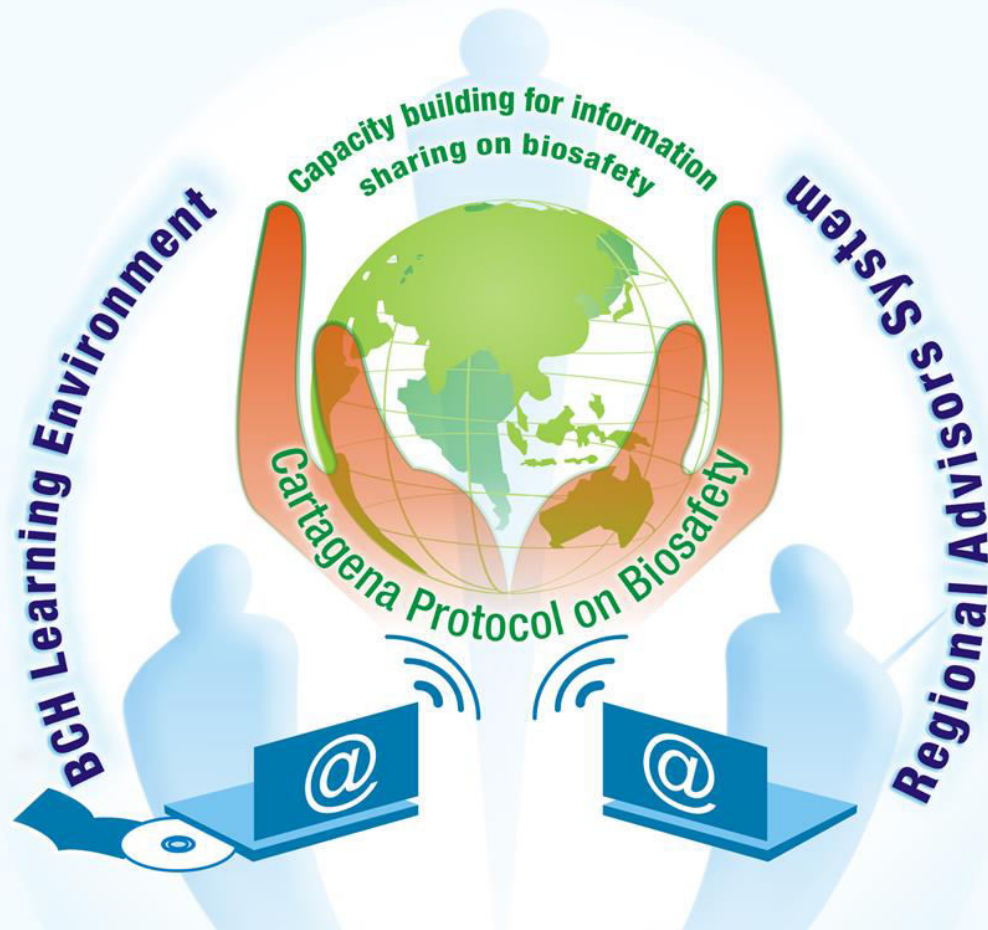 Capacity building for information
sharing on biosafety
BCH Learning Environment
Regional Advisors System
Cartagena Protocol on Biosafety
@
@